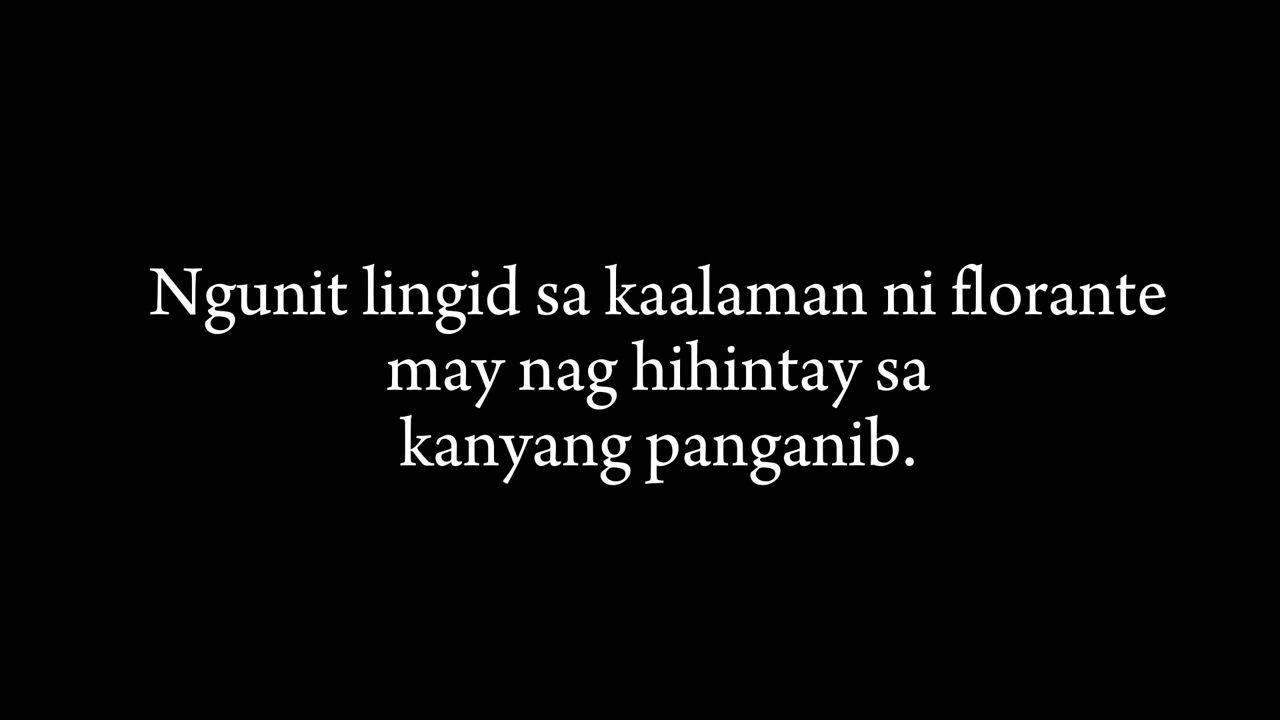 Ngunit lingid sa kaalaman ni florante
may nag hihintay sa
kanyang panganib.